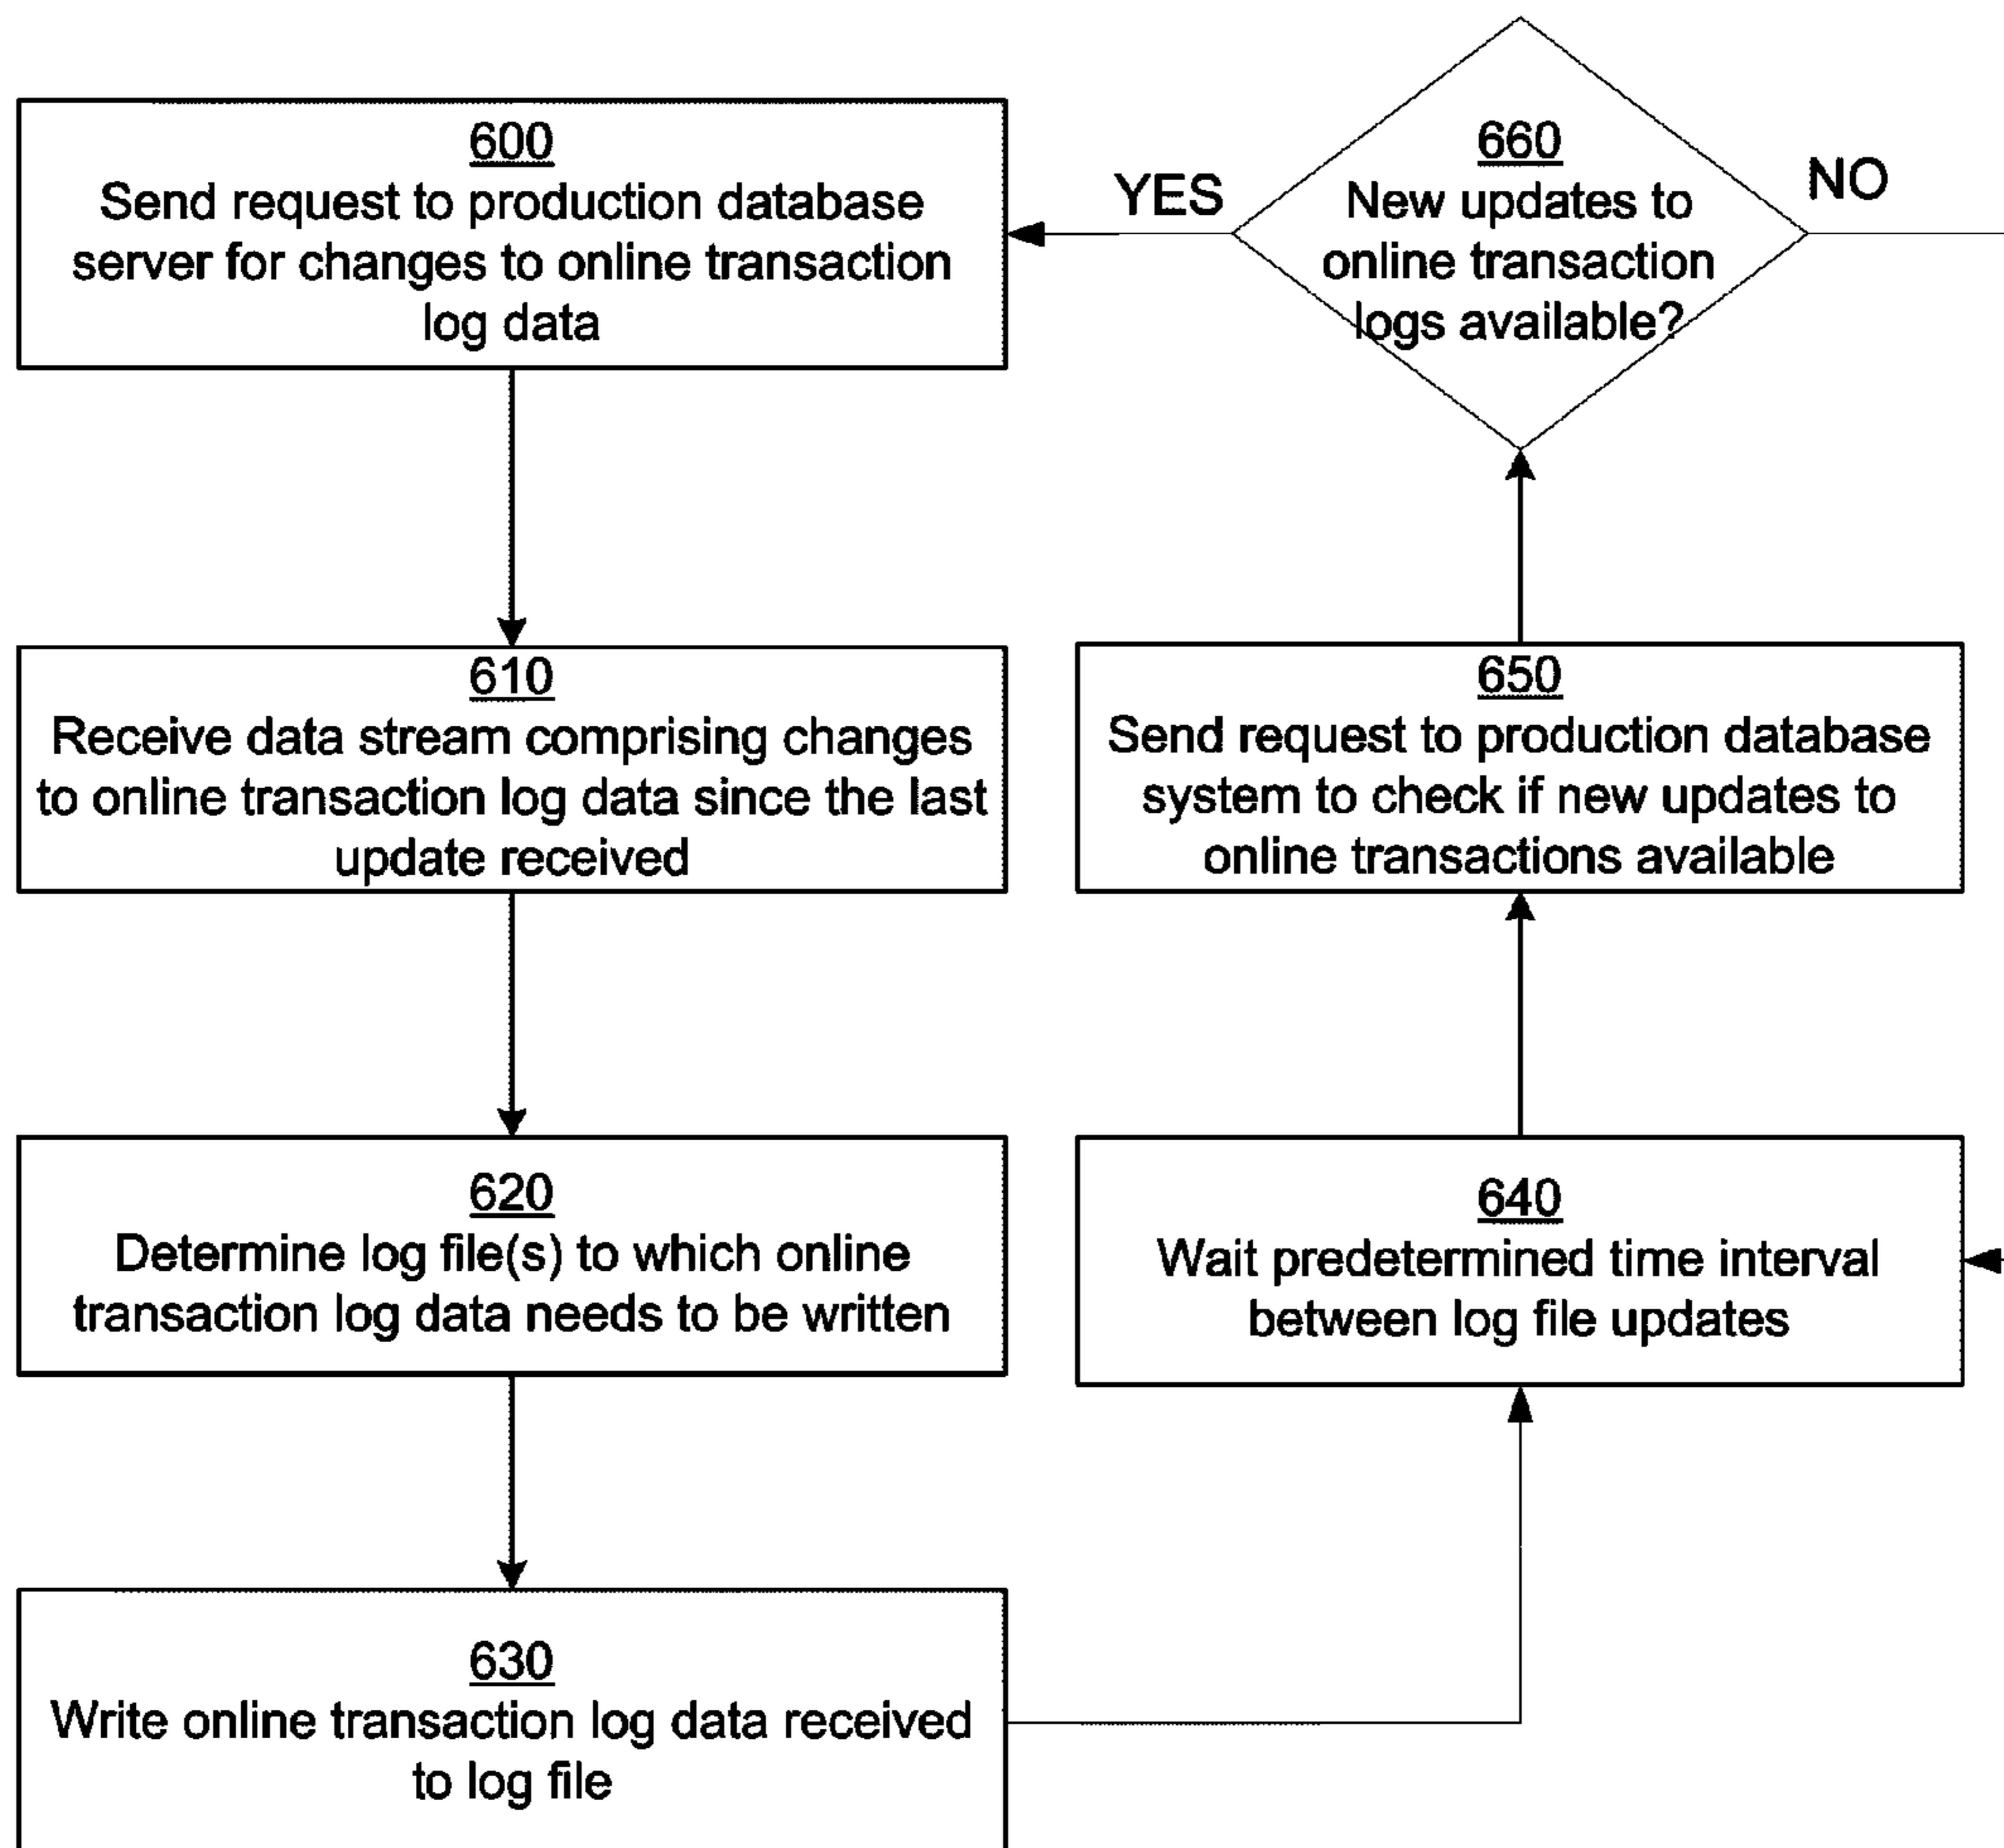 600
Send request to production database
server for changes to online transaction
log data
610
Receive data stream comprising changes
to online transaction log data since the last
update received
620
Determine log file(s) to which online
transaction log data needs to be written
630
Write online transaction log data received
to log file
640
Wait predetermined time interval
between log file updates
650
Send request to production database
system to check if new updates to
online transactions available
660
New updates to
online transaction
logs available?
YES
NO